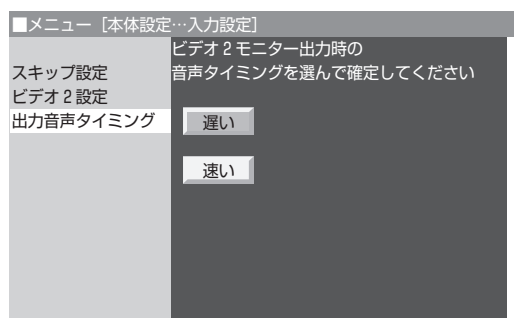 ■メニュー [本体設定…入力設定]
ビデオ2モニター出力時の
音声タイミングを選んで確定してください
スキップ設定
ビデオ2設定
出力音声タイミング
遅い
速い